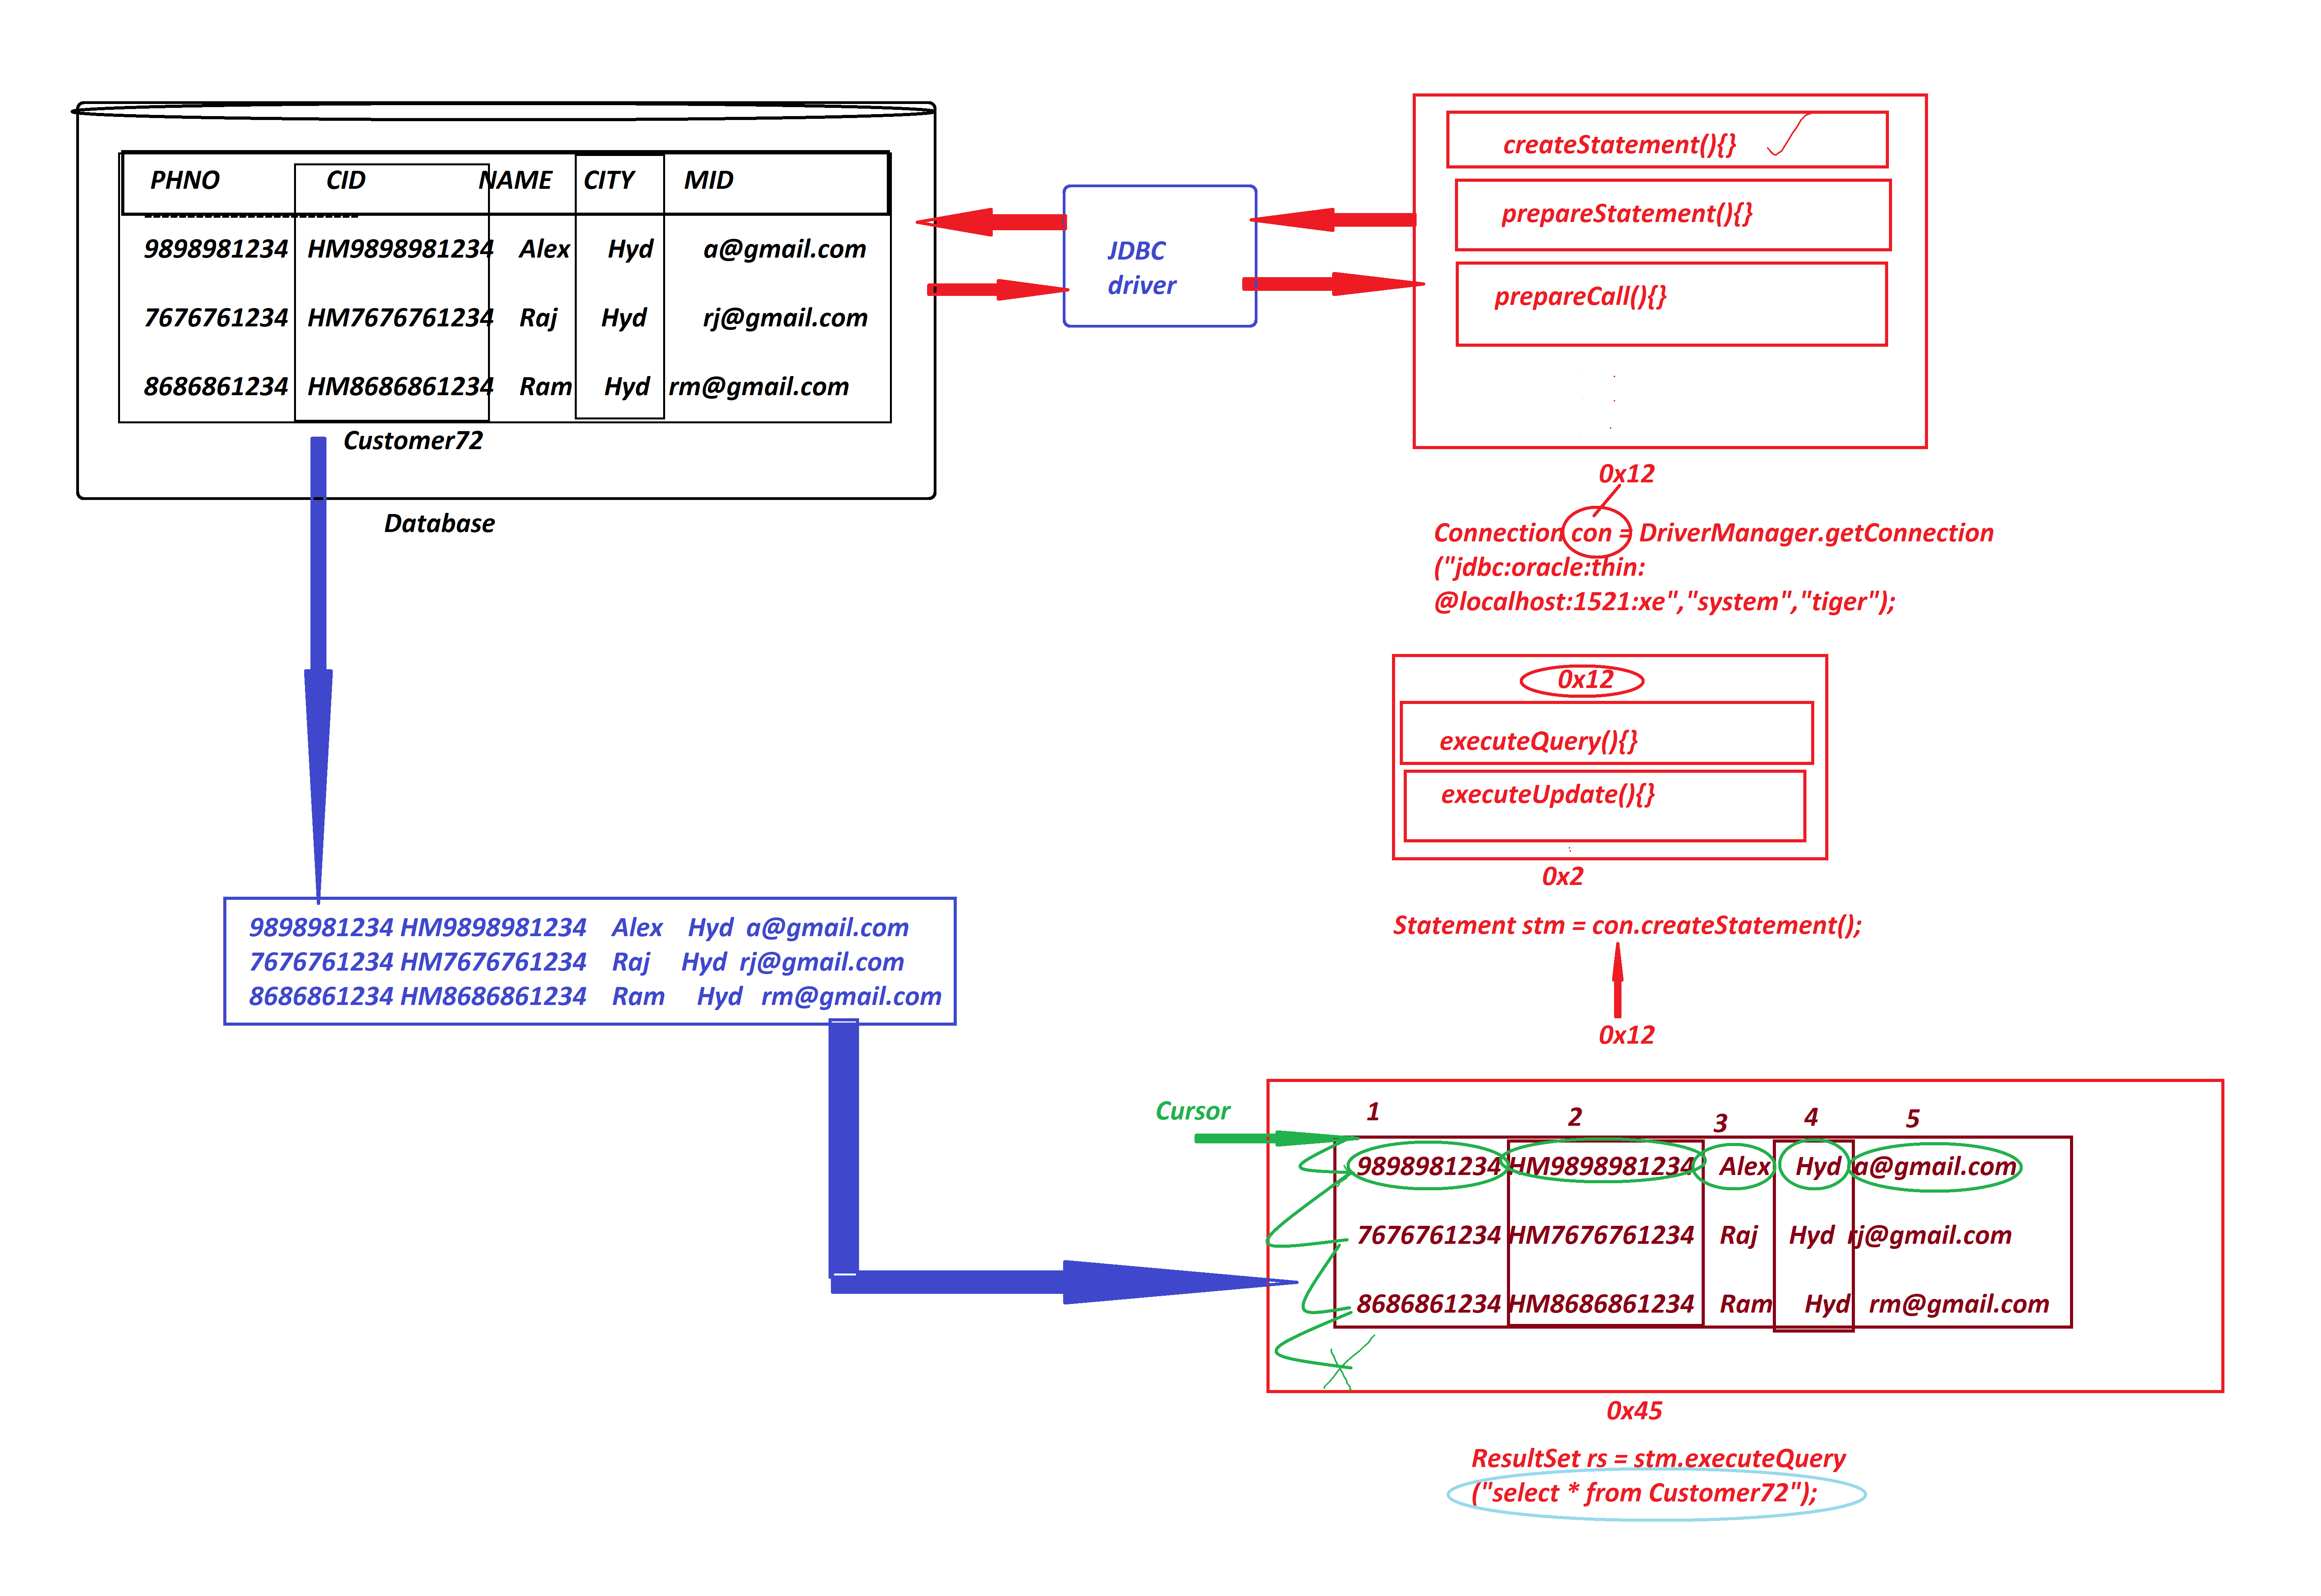 PHNO CID NAME CITY MID
-------------------------
9898981234 HM9898981234 Alex Hyd a@gmail.com
7676761234 HM7676761234 Raj Hyd rj@gmail.com
8686861234 HM8686861234 Ram Hyd rm@gmail.com
Customer72
Database
JDBC
driver
createStatement(){}
prepareStatement(){}
prepareCall(){}
.
.
.
0x12
Connection con = DriverManager.getConnection
("jdbc:oracle:thin:
@localhost:1521:xe","system","tiger");
0x12
executeQuery(){}
executeUpdate(){}
0x2
Statement stm = con.createStatement();
0x12
9898981234 HM9898981234 Alex Hyd a@gmail.com
7676761234 HM7676761234 Raj Hyd rj@gmail.com
8686861234 HM8686861234 Ram Hyd rm@gmail.com
Cursor
1 2 3 4 5
9898981234 HM9898981234 Alex Hyd a@gmail.com
7676761234 HM7676761234 Raj Hyd rj@gmail.com
8686861234 HM8686861234 Ram Hyd rm@gmail.com
0x45
ResultSet rs = stm.executeQuery
("select * from Customer72");